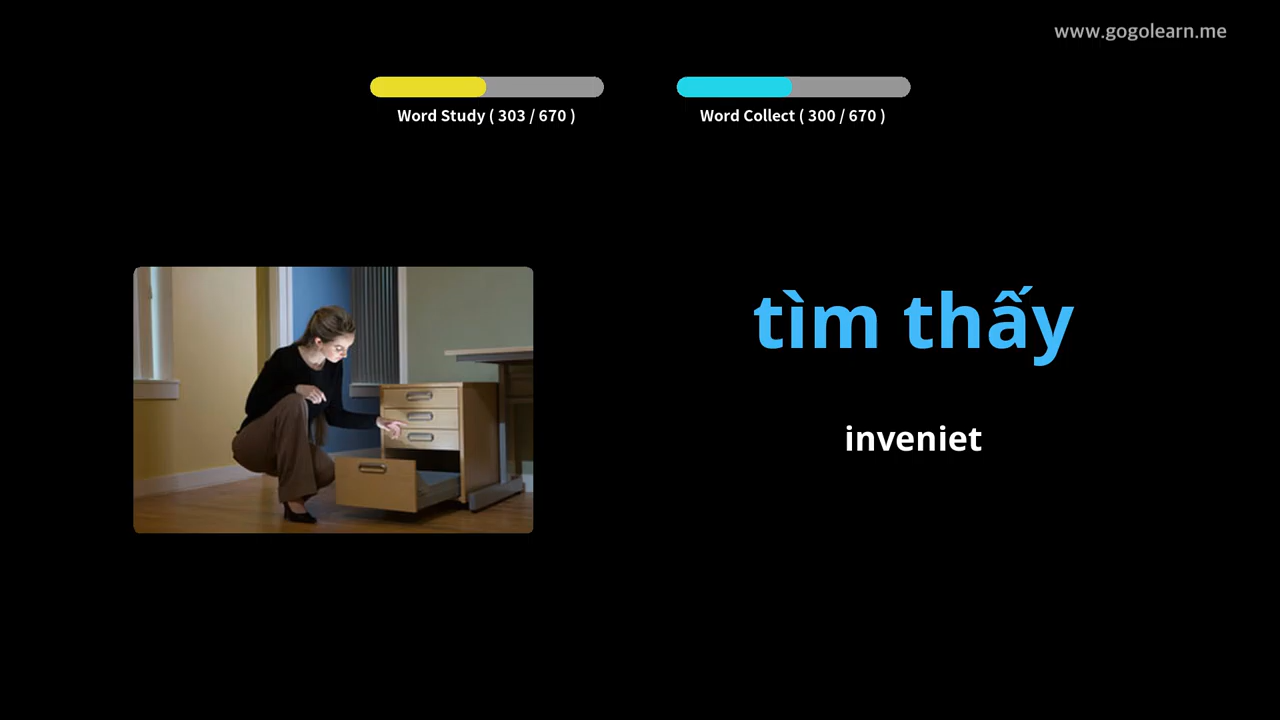 www.gogolearn.me
Word Study ( 303 / 670 )
Word Collect ( 300 / 670 )
tìm thấy
inveniet